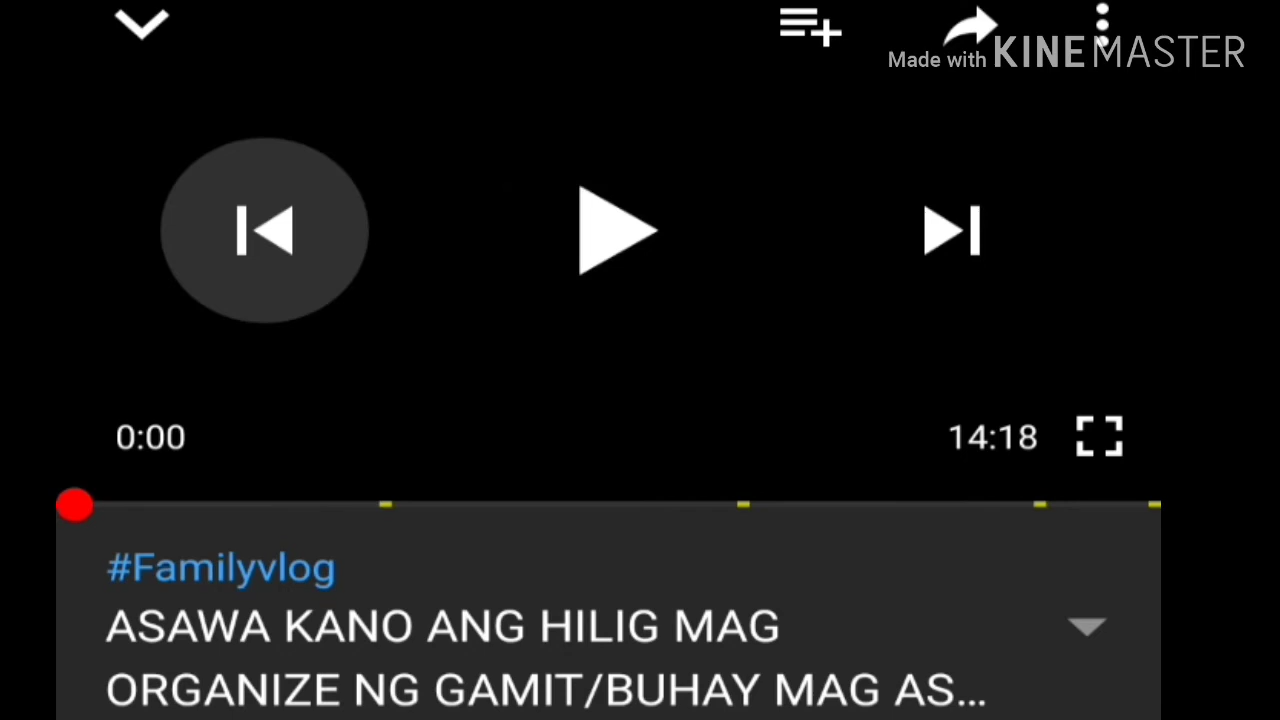 Made with KINEMASTER
0:00
14:18
#Familyvlog
ASAWA KANO ANG HILIG MAG
ORGANIZE NG GAMIT/BUHAY MAG AS...